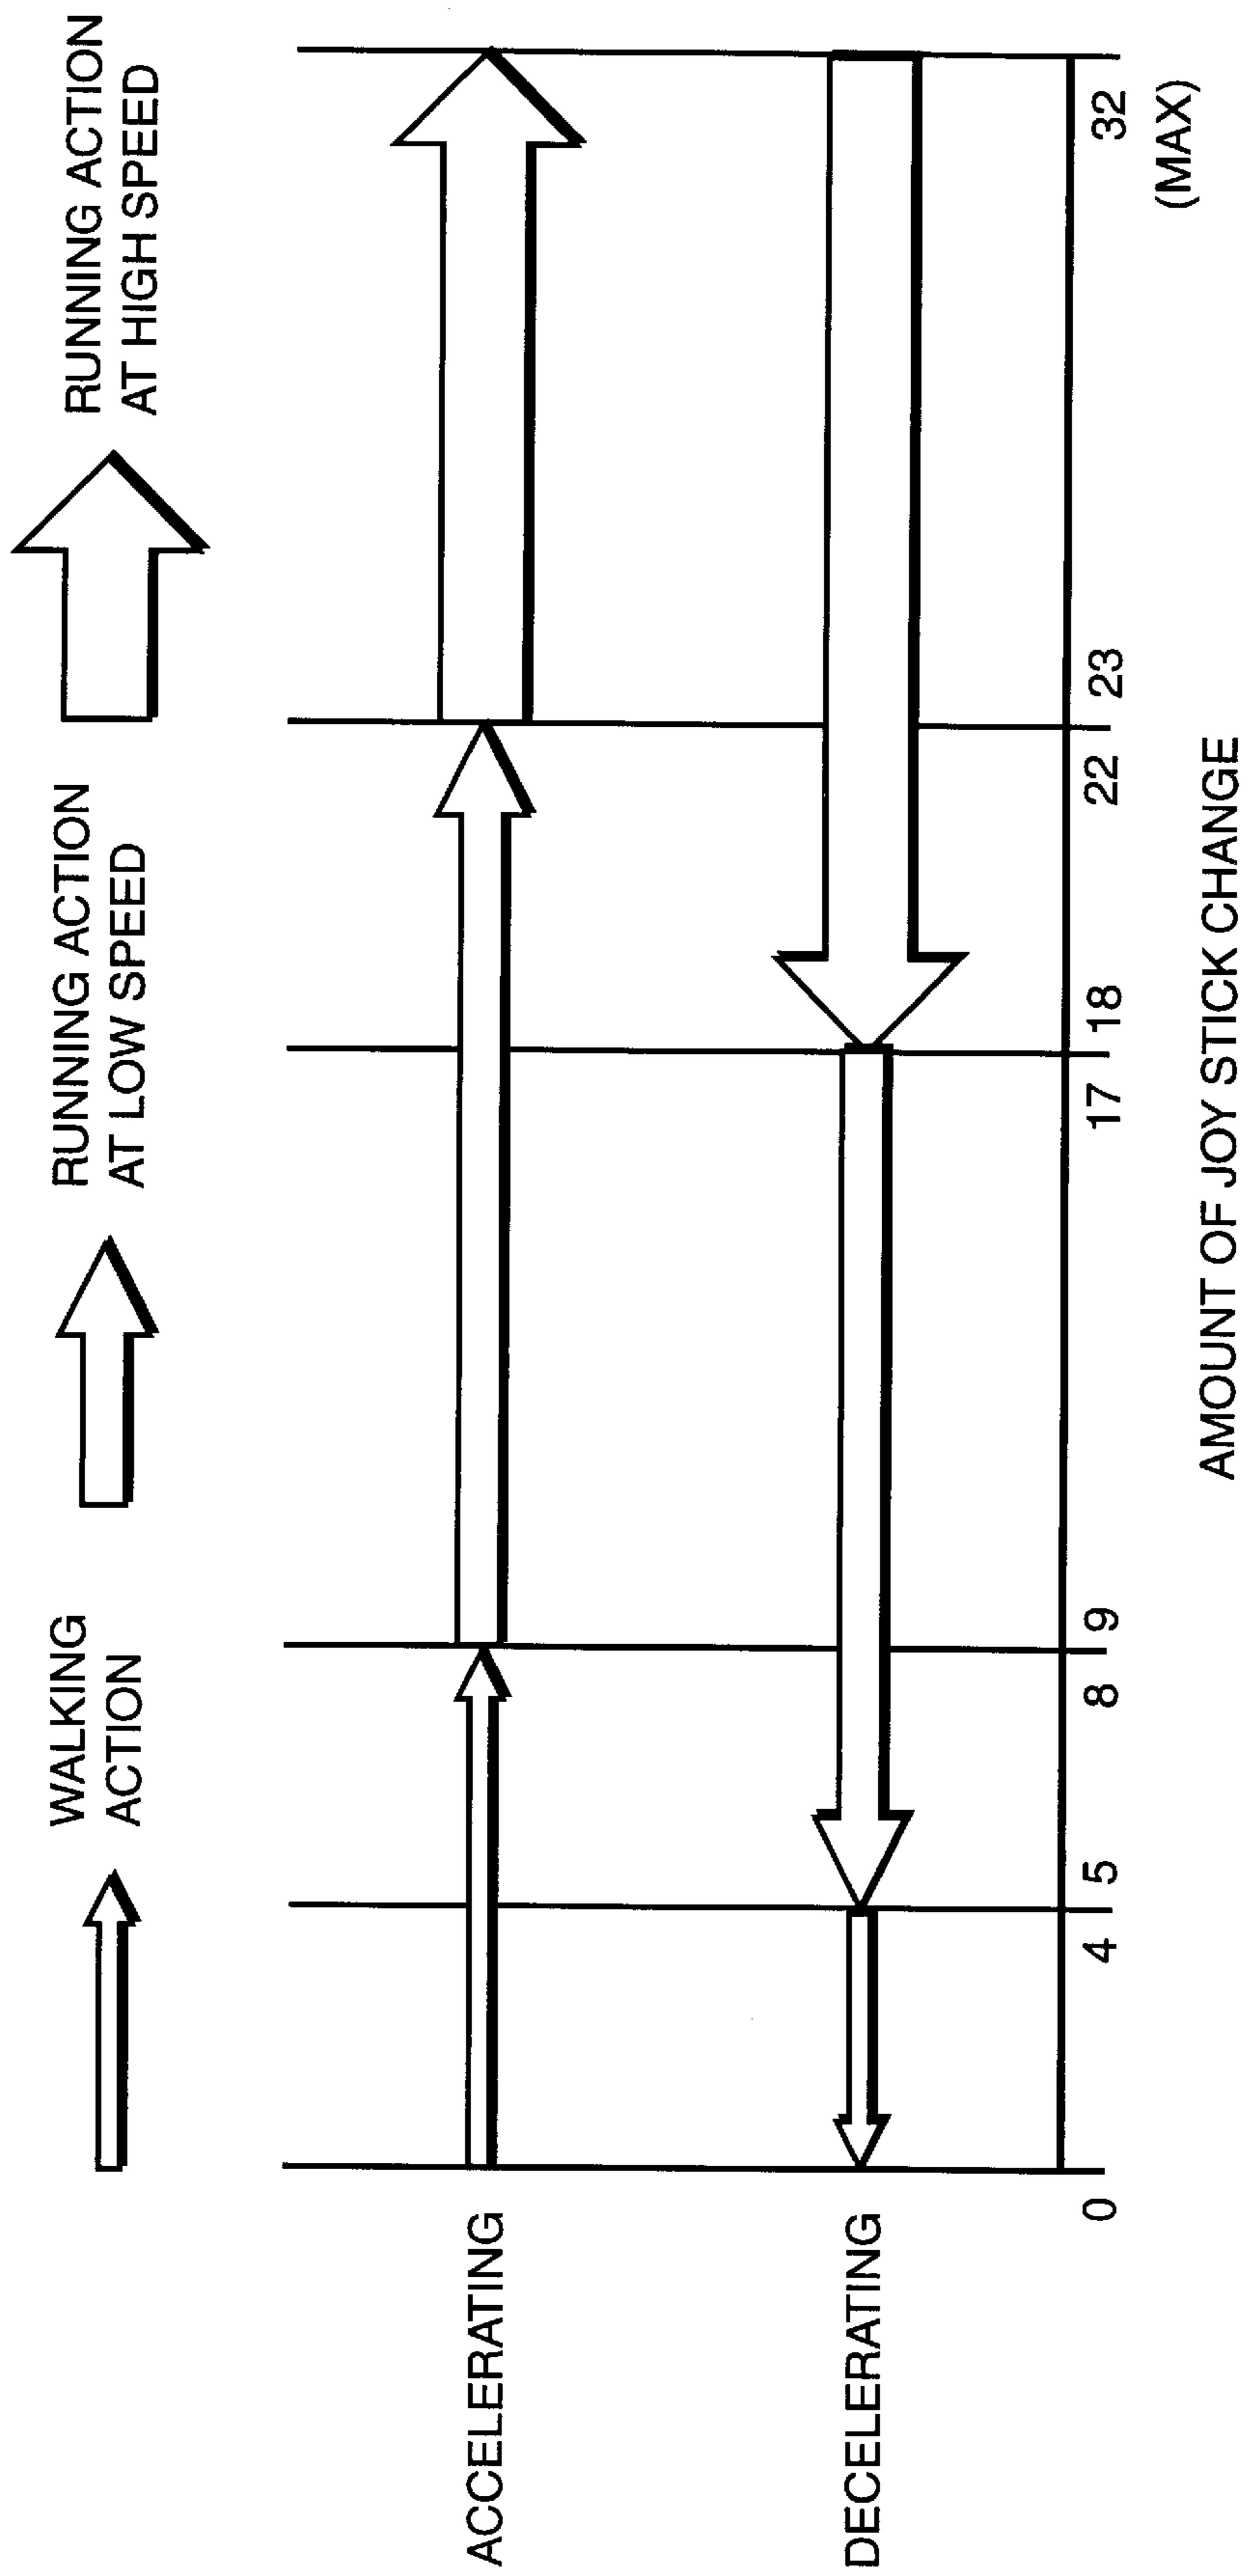 WALKING
ACTION
RUNNING ACTION
AT LOW SPEED
RUNNING ACTION
AT HIGH SPEED
ACCELERATING
DECELERATING
0 4 5 8 9 17 18 22 23 32
(MAX)
AMOUNT OF JOY STICK CHANGE